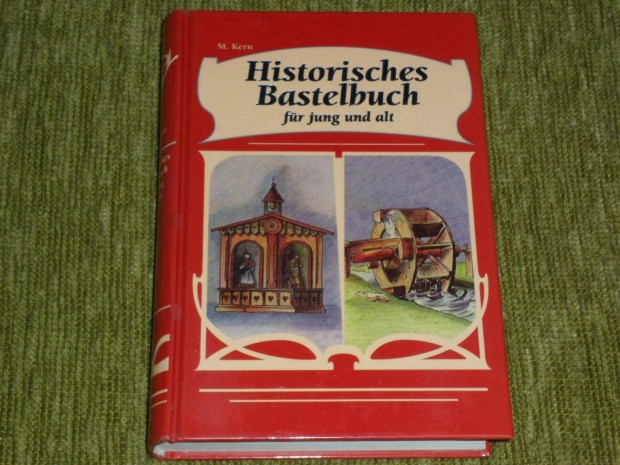 M. Kern
Historisches
Bastelbuch
für jung und alt